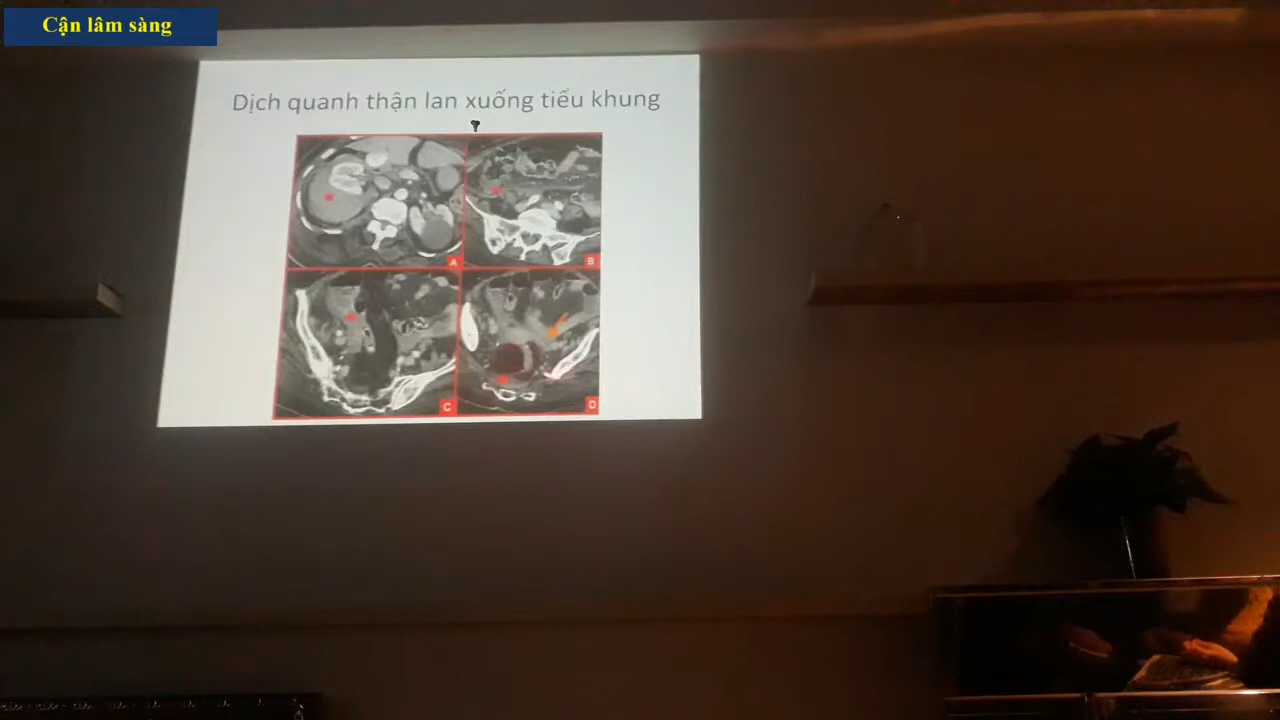 Cận lâm sàng
Dịch quanh thận lan xuống tiểu khung
A
B
C
D